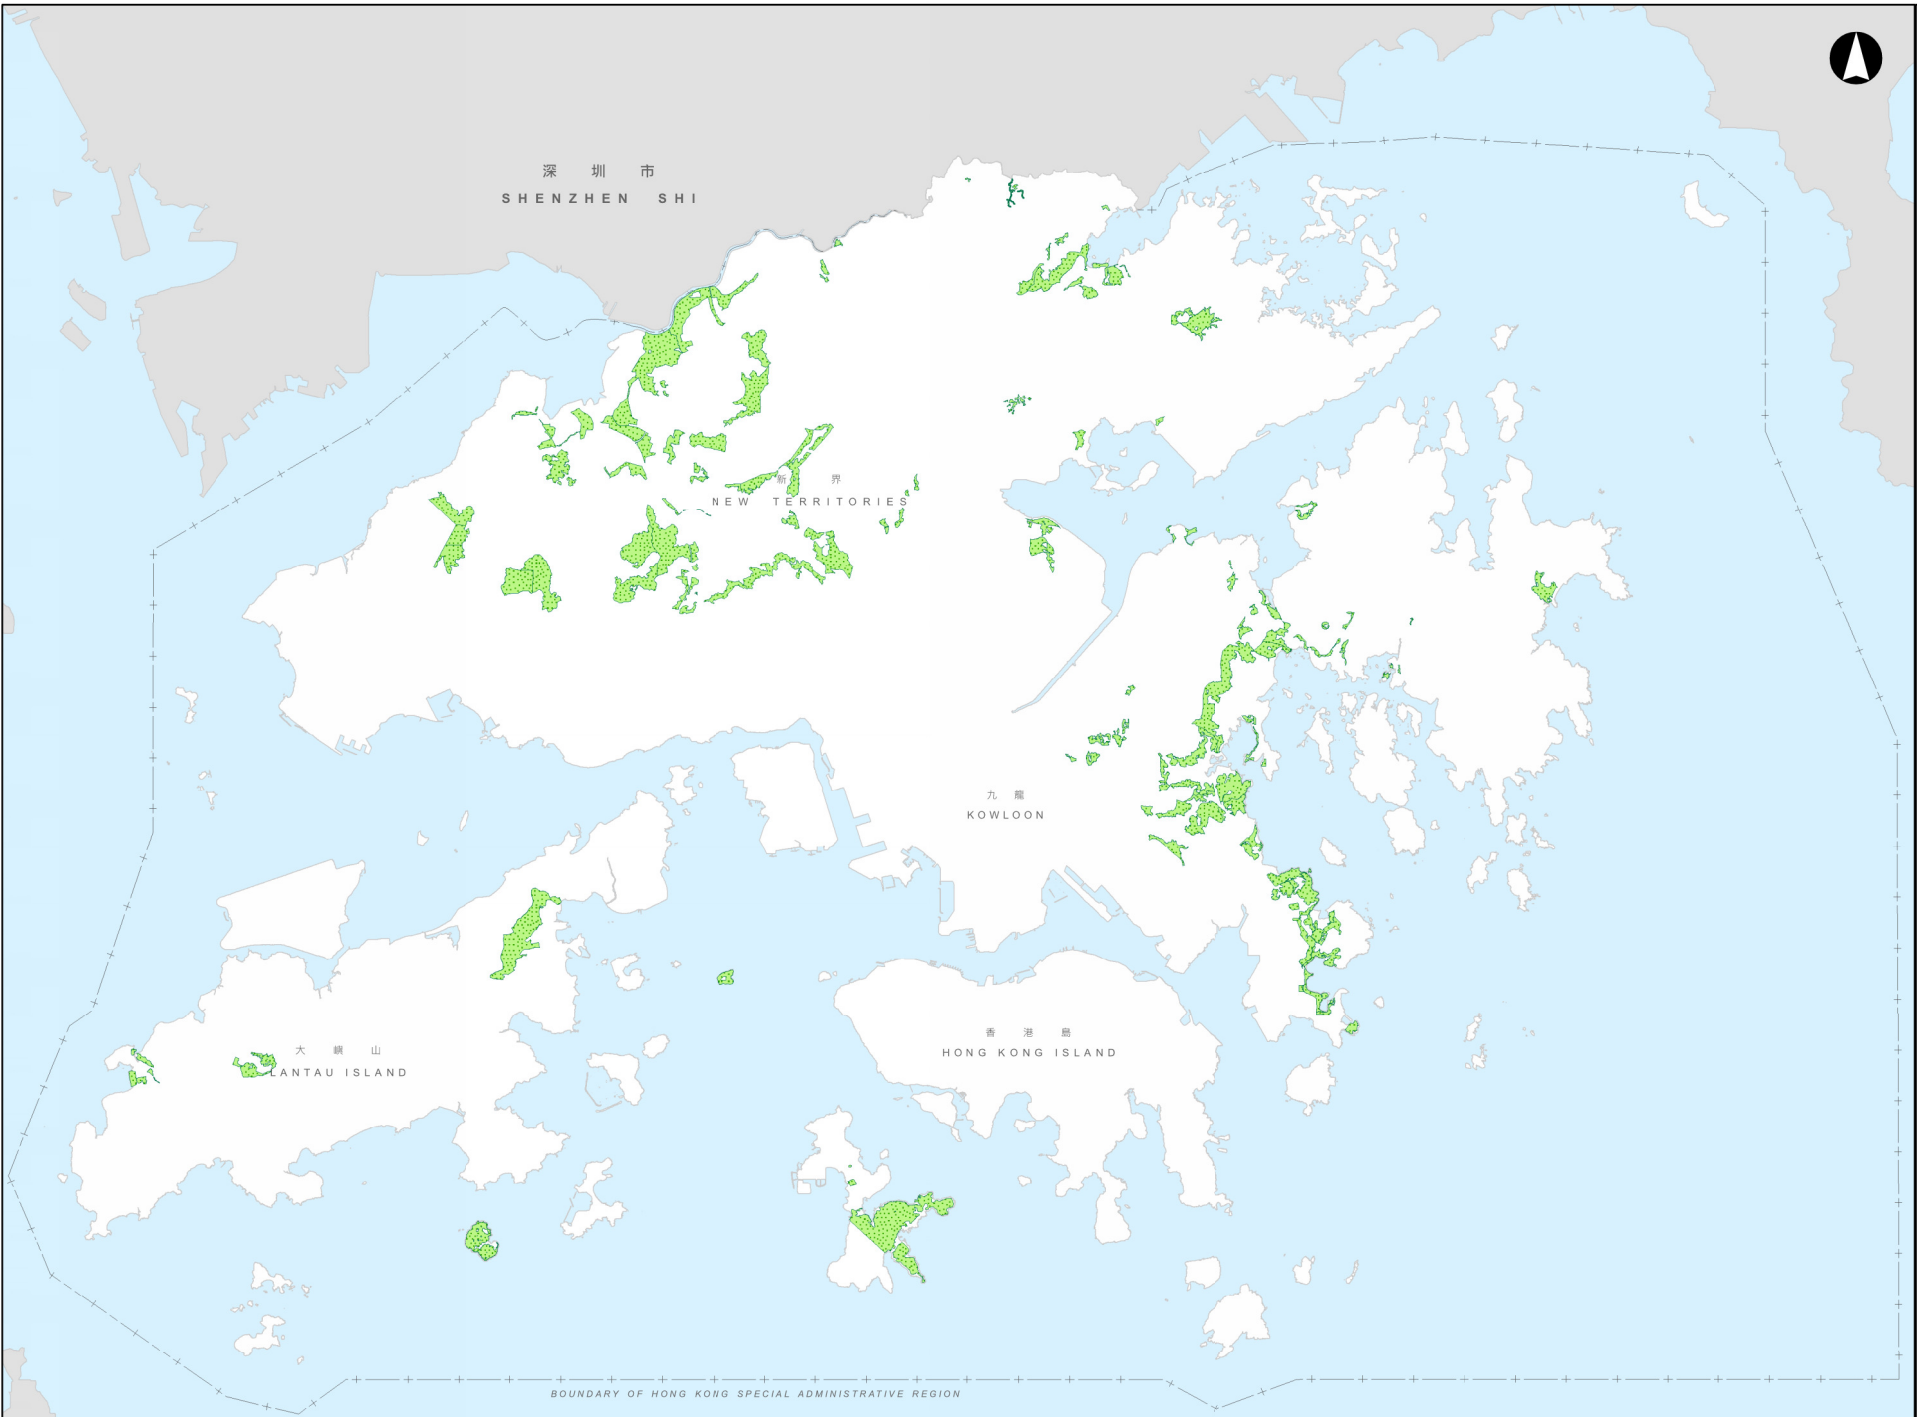 深 圳 市
SHENZHEN SHI
新 界
NEW TERRITORIES
九 龍
KOWLOON
香 港 島
HONG KONG ISLAND
大 嶼 山
LANTAU ISLAND
BOUNDARY OF HONG KONG SPECIAL ADMINISTRATIVE REGION